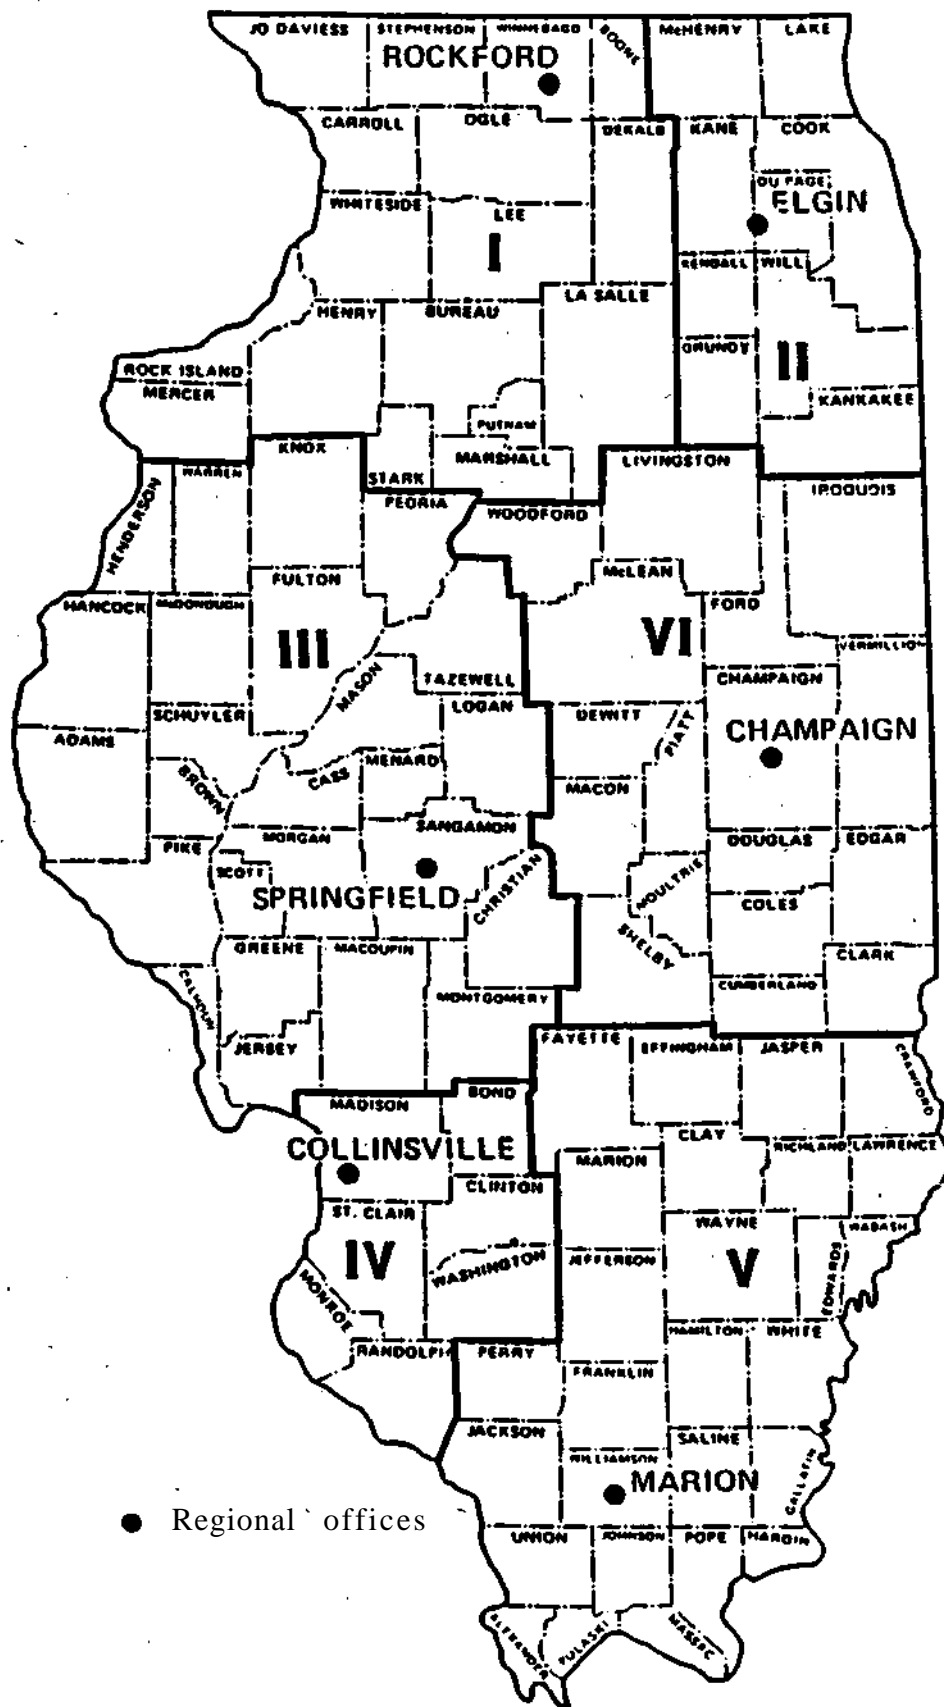 JO DAVIESS STEPHENSON WINNEBAGO BOONE McHENRY LAKE
ROCKFORD
CARROLL OGLE DEKALB KANE COOK
DU PAGE
ELGIN
WHITESIDE LEE
I
KENDALL WILL
HENRY BUREAU LA SALLE
GRUNDY
II
ROCK ISLAND
MERCER
KANKAKEE
PUTNAM
KNOX
MARSHALL LIVINGSTON
WARREN STARK
HENDERSON PEORIA WOODFORD IROQUOIS
FULTON McLEAN
HANCOCK McDONOUGH FORD
III VI
VERMILLION
MASON TAZEWELL CHAMPAIGN
LOGAN
SCHUYLER DEWITT PIATT
ADAMS
CHAMPAIGN
BROWN CASS MENARD
MACON
SANGAMON
PIKE MORGAN DOUGLAS EDGAR
SCOTT CHRISTIAN MOULTRIE
SPRINGFIELD
COLES
SHELBY
GREENE MACOUPIN CLARK
CALHOUN MONTGOMERY CUMBERLAND
JERSEY FAYETTE EFFINGHAM JASPER CRAWFORD
BOND
MADISON
CLAY
COLLINSVILLE
RICHLAND LAWRENCE
MARION
CLINTON
ST. CLAIR WAYNE WABASH
IV V
WASHINGTON JEFFERSON EDWARDS
MONROE
HAMILTON WHITE
RANDOLPH PERRY
FRANKLIN
JACKSON SALINE
WILLIAMSON
MARION
GALLATIN
Regional offices
UNION JOHNSON POPE HARDIN
ALEXANDER PULASKI MASSAC